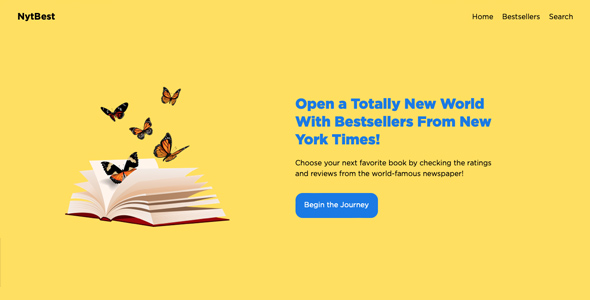 NytBest
Home Bestsellers Search
Open a Totally New World
With Bestsellers From New
York Times!
Choose your next favorite book by checking the ratings
and reviews from the world-famous newspaper!
Begin the Journey